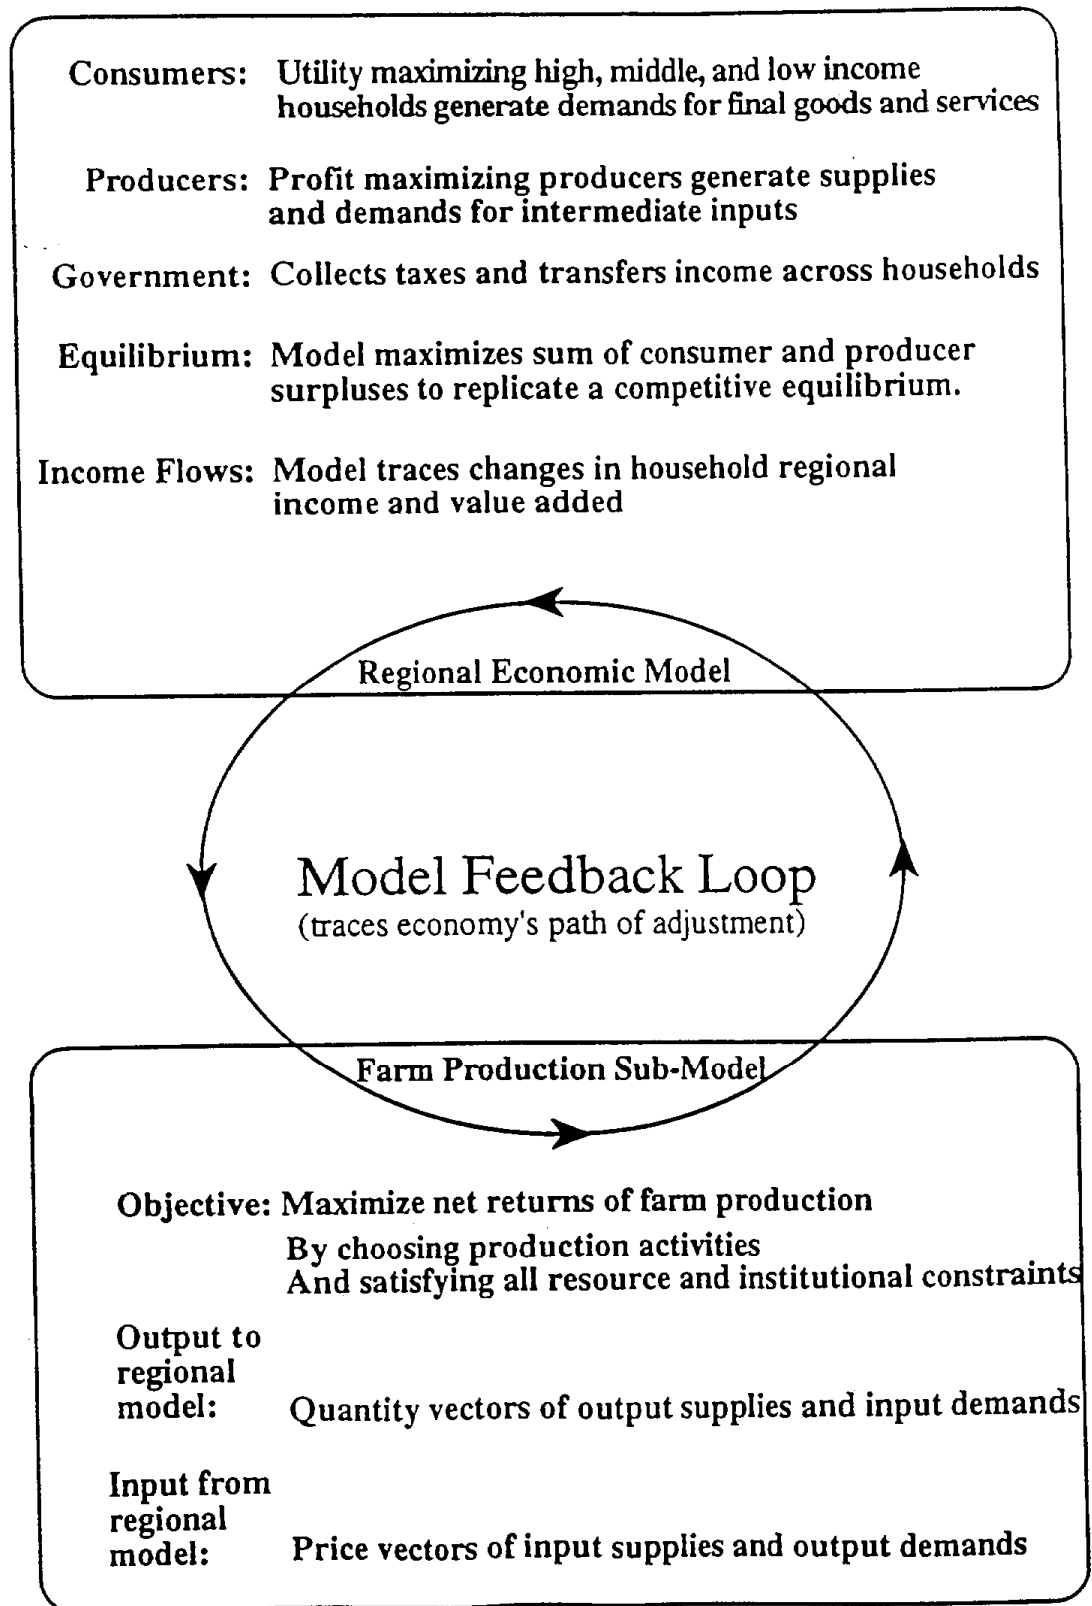 Consumers: Utility maximizing high, middle, and low income
households generate demands for final goods and services
Producers: Profit maximizing producers generate supplies
and demands for intermediate inputs
Government: Collects taxes and transfers income across households
Equilibrium: Model maximizes sum of consumer and producer
surpluses to replicate a competitive equilibrium.
Income Flows: Model traces changes in household regional
income and value added
Regional Economic Model
Model Feedback Loop
(traces economy's path of adjustment)
Farm Production Sub-Model
Objective: Maximize net returns of farm production
By choosing production activities
And satisfying all resource and institutional constraints
Output to
regional
model: Quantity vectors of output supplies and input demands
Input from
regional
model: Price vectors of input supplies and output demands